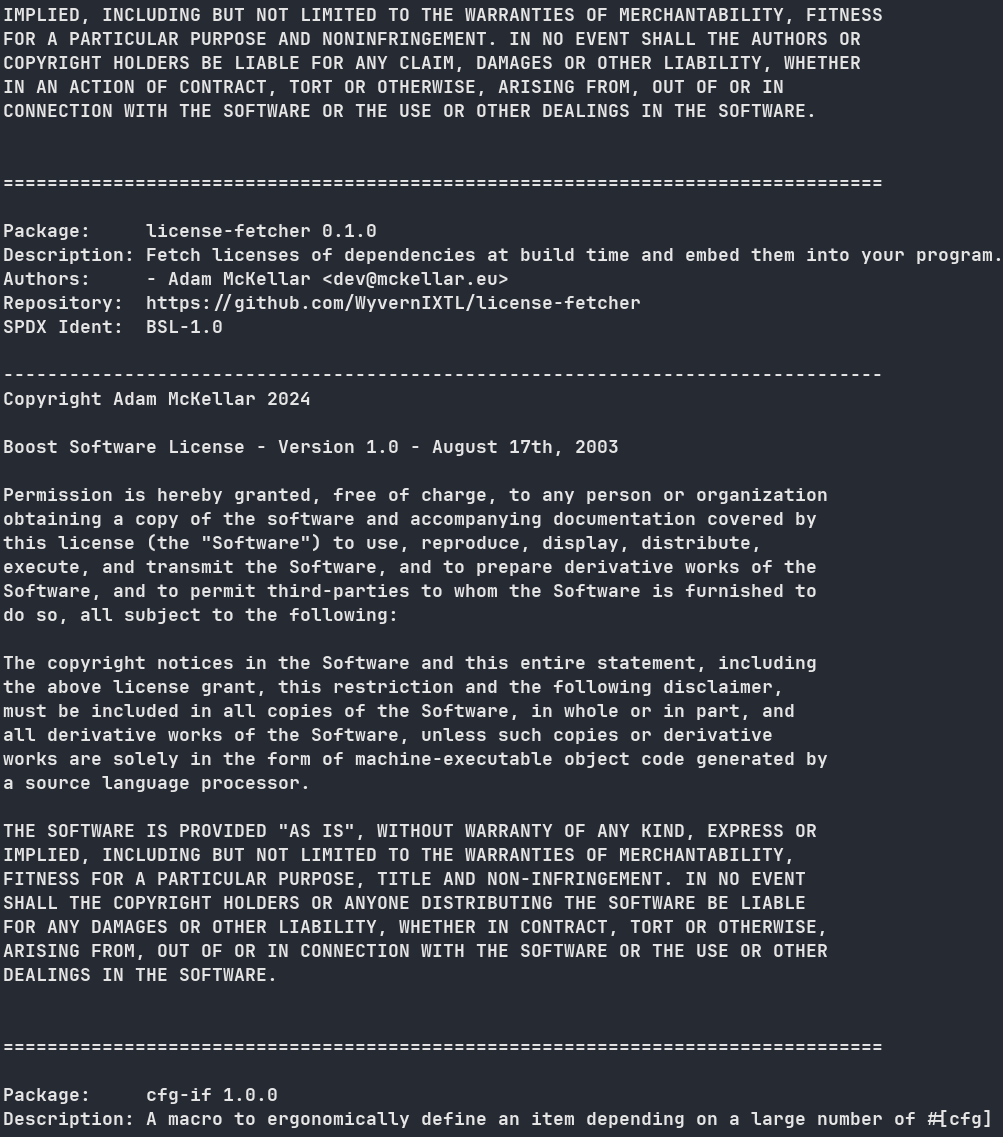 IMPLIED, INCLUDING BUT NOT LIMITED TO THE WARRANTIES OF MERCHANTABILITY, FITNESS
FOR A PARTICULAR PURPOSE AND NONINFRINGEMENT. IN NO EVENT SHALL THE AUTHORS OR
COPYRIGHT HOLDERS BE LIABLE FOR ANY CLAIM, DAMAGES OR OTHER LIABILITY, WHETHER
IN AN ACTION OF CONTRACT, TORT OR OTHERWISE, ARISING FROM, OUT OF OR IN
CONNECTION WITH THE SOFTWARE OR THE USE OR OTHER DEALINGS IN THE SOFTWARE.
================================================================================
Package:     license-fetcher 0.1.0
Description: Fetch licenses of dependencies at build time and embed them into your program.
Authors:     - Adam McKellar <dev@mckellar.eu>
Repository:  https://github.com/WyvernIXTL/license-fetcher
SPDX Ident:  BSL-1.0
--------------------------------------------------------------------------------
Copyright Adam McKellar 2024
Boost Software License - Version 1.0 - August 17th, 2003
Permission is hereby granted, free of charge, to any person or organization
obtaining a copy of the software and accompanying documentation covered by
this license (the "Software") to use, reproduce, display, distribute,
execute, and transmit the Software, and to prepare derivative works of the
Software, and to permit third-parties to whom the Software is furnished to
do so, all subject to the following:
The copyright notices in the Software and this entire statement, including
the above license grant, this restriction and the following disclaimer,
must be included in all copies of the Software, in whole or in part, and
all derivative works of the Software, unless such copies or derivative
works are solely in the form of machine-executable object code generated by
a source language processor.
THE SOFTWARE IS PROVIDED "AS IS", WITHOUT WARRANTY OF ANY KIND, EXPRESS OR
IMPLIED, INCLUDING BUT NOT LIMITED TO THE WARRANTIES OF MERCHANTABILITY,
FITNESS FOR A PARTICULAR PURPOSE, TITLE AND NON-INFRINGEMENT. IN NO EVENT
SHALL THE COPYRIGHT HOLDERS OR ANYONE DISTRIBUTING THE SOFTWARE BE LIABLE
FOR ANY DAMAGES OR OTHER LIABILITY, WHETHER IN CONTRACT, TORT OR OTHERWISE,
ARISING FROM, OUT OF OR IN CONNECTION WITH THE SOFTWARE OR THE USE OR OTHER
DEALINGS IN THE SOFTWARE.
================================================================================
Package:     cfg-if 1.0.0
Description: A macro to ergonomically define an item depending on a large number of #[cfg]